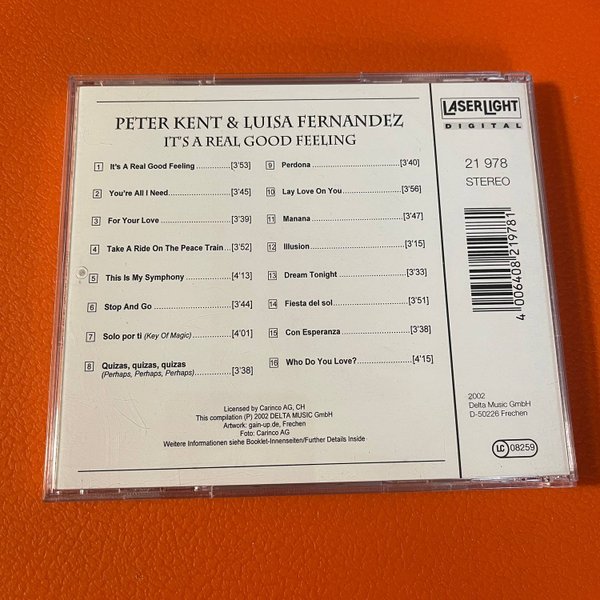 PETER KENT & LUISA FERNANDEZ
IT'S A REAL GOOD FEELING
1 It's A Real Good Feeling ............[3'53]
2 You're All I Need.......................[3'45]
3 For Your Love ..........................[3'39]
4 Take A Ride On The Peace Train ..[3'52]
5 This Is My Symphony ................[4'13]
6 Stop And Go ............................[3'44]
7 Solo por ti (Key Of Magic)...............[4'01]
8 Quizas, quizas, quizas
(Perhaps, Perhaps, Perhaps)...............[3'38]
9 Perdona ..............................[3'40]
10 Lay Love On You..................[3'56]
11 Manana ..............................[3'47]
12 Illusion ..............................[3'15]
13 Dream Tonight ....................[3'33]
14 Fiesta del sol.......................[3'51]
15 Con Esperanza ....................[3'38]
16 Who Do You Love?...............[4'15]
Licensed by Carinco AG, CH
This compilation (P) 2002 DELTA MUSIC GmbH
Artwork: gain-up.de, Frechen
Foto: Carinco AG
Weitere Informationen siehe Booklet-Innenseiten/Further Details Inside
LASERLIGHT
DIGITAL
21 978
STEREO
4 006408 219781
2002
Delta Music GmbH
D-50226 Frechen
LC 08259